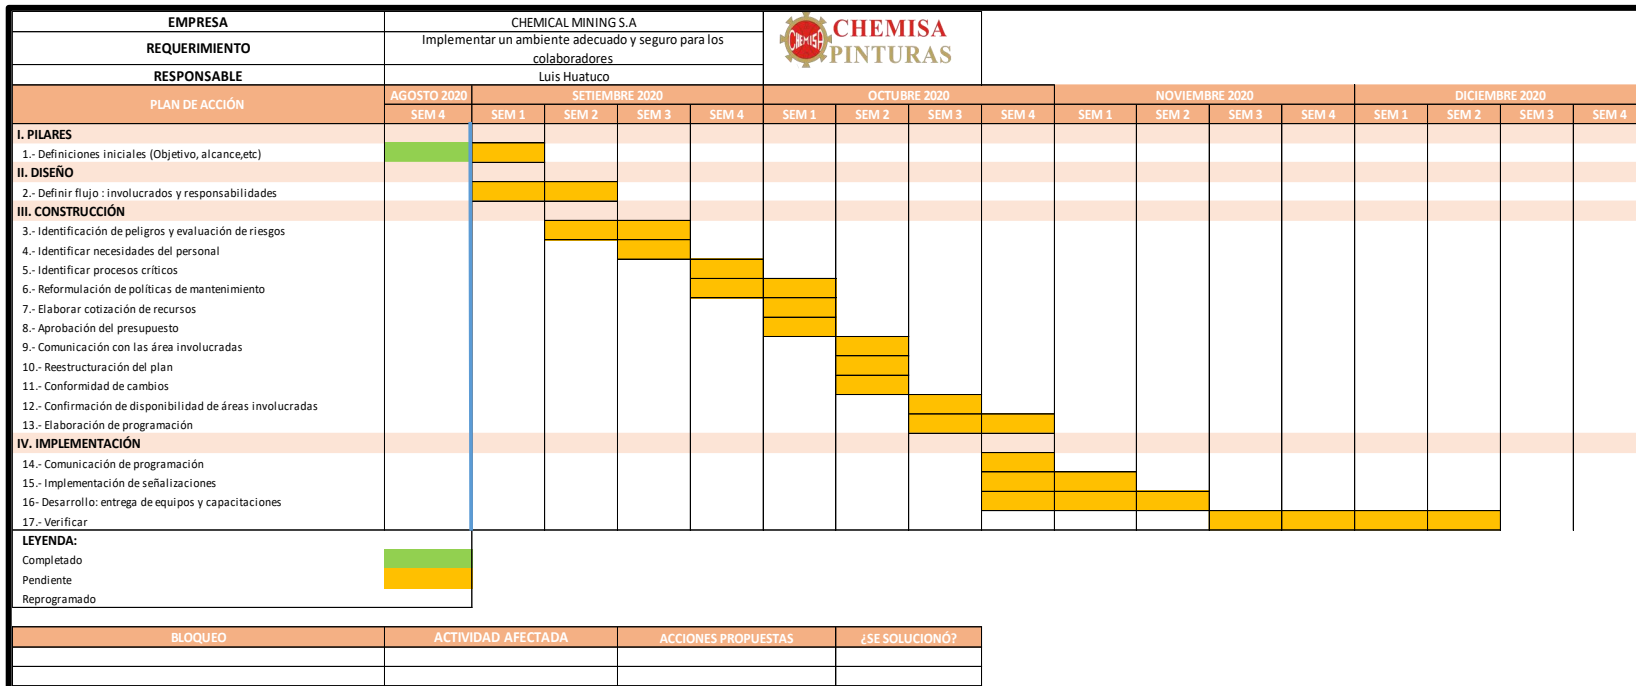 EMPRESA CHEMICAL MINING S.A
REQUERIMIENTO Implementar un ambiente adecuado y seguro para los
colaboradores
RESPONSABLE Luis Huatuco
CHEMISA
CHEMISA
PINTURAS
PLAN DE ACCIÓN AGOSTO 2020 SETIEMBRE 2020 OCTUBRE 2020 NOVIEMBRE 2020 DICIEMBRE 2020
SEM 4 SEM 1 SEM 2 SEM 3 SEM 4 SEM 1 SEM 2 SEM 3 SEM 4 SEM 1 SEM 2 SEM 3 SEM 4 SEM 1 SEM 2 SEM 3 SEM 4
I. PILARES
1.- Definiciones iniciales (Objetivo, alcance,etc)
II. DISEÑO
2.- Definir flujo : involucrados y responsabilidades
III. CONSTRUCCIÓN
3.- Identificación de peligros y evaluación de riesgos
4.- Identificar necesidades del personal
5.- Identificar procesos críticos
6.- Reformulación de políticas de mantenimiento
7.- Elaborar cotización de recursos
8.- Aprobación del presupuesto
9.- Comunicación con las área involucradas
10.- Reestructuración del plan
11.- Conformidad de cambios
12.- Confirmación de disponibilidad de áreas involucradas
13.- Elaboración de programación
IV. IMPLEMENTACIÓN
14.- Comunicación de programación
15.- Implementación de señalizaciones
16- Desarrollo: entrega de equipos y capacitaciones
17.- Verificar
LEYENDA:
Completado
Pendiente
Reprogramado
BLOQUEO ACTIVIDAD AFECTADA ACCIONES PROPUESTAS ¿SE SOLUCIONÓ?